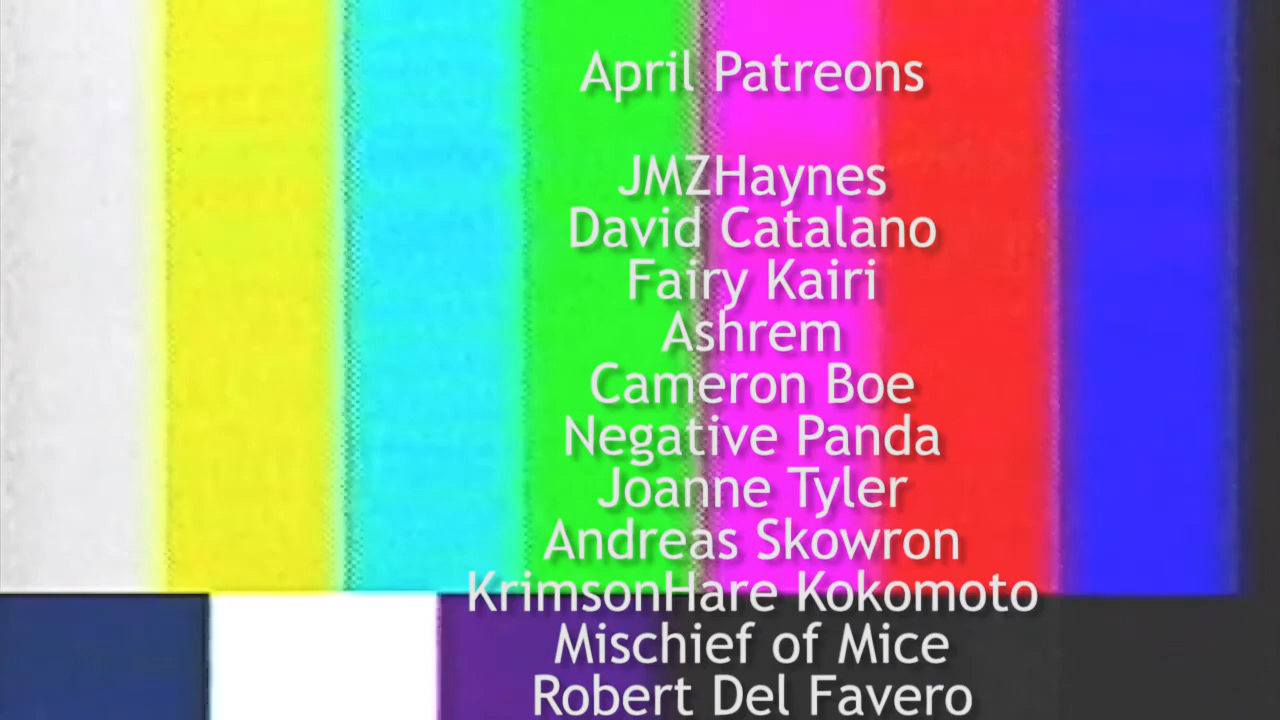 April Patreons
JMZHaynes
David Catalano
Fairy Kairi
Ashrem
Cameron Boe
Negative Panda
Joanne Tyler
Andreas Skowron
KrimsonHare Kokomoto
Mischief of Mice
Robert Del Favero